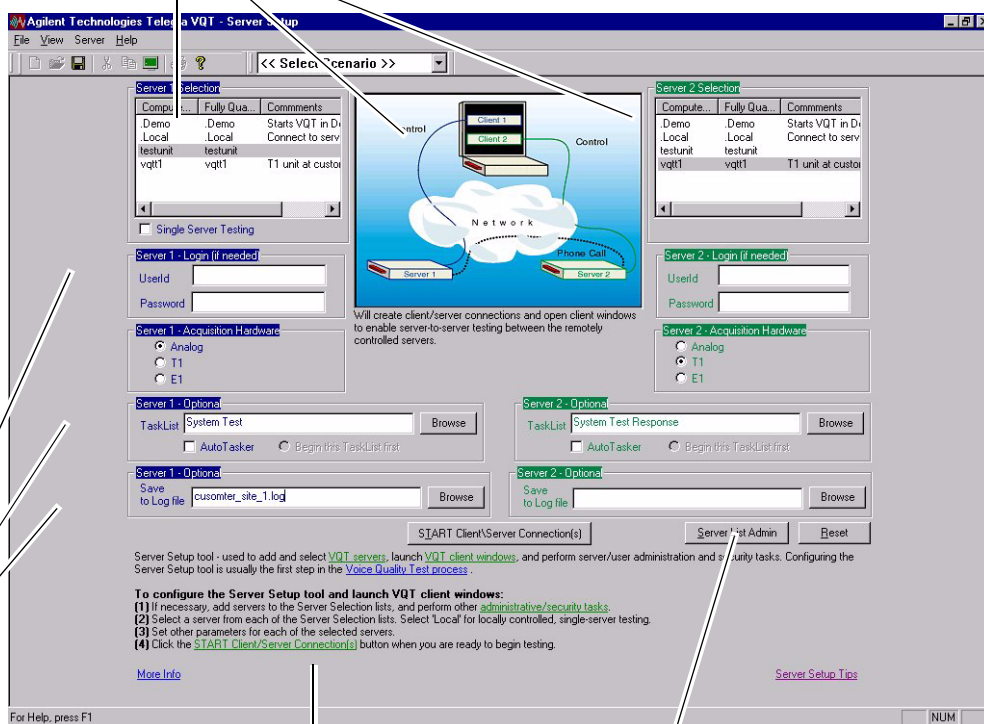 Agilent Technologies Telegra VQT - Server Setup
File View Server Help
<< Select Scenario >>
Server 1 Selection
Compute... Fully Qua... Commments
.Demo .Demo Starts VQT in De
.Local .Local Connect to serv
testunit testunit
vqtt1 vqtt1 T1 unit at custor
Single Server Testing
Client 1
Client 2
Control
Network
Phone Call
Server 1
Server 2
Server 2 Selection
Compute... Fully Qua... Commments
.Demo .Demo Starts VQT in De
.Local .Local Connect to serv
testunit testunit
vqtt1 vqtt1 T1 unit at custor
Server 1 - Login (if needed)
UserId
Password
Server 2 - Login (if needed)
UserId
Password
Will create client/server connections and open client windows
to enable server-to-server testing between the remotely
controlled servers.
Server 1 - Acquisition Hardware
Analog
T1
E1
Server 2 - Acquisition Hardware
Analog
T1
E1
Server 1 - Optional
TaskList System Test Browse
AutoTasker Begin this TaskList first
Server 2 - Optional
TaskList System Test Response Browse
AutoTasker Begin this TaskList first
Server 1 - Optional
Save
to Log file cusomter_site_1.log Browse
Server 2 - Optional
Save
to Log file Browse
START Client\Server Connection(s) Server List Admin Reset
Server Setup tool - used to add and select VQT servers, launch VQT client windows, and perform server/user administration and security tasks. Configuring the
Server Setup tool is usually the first step in the Voice Quality Test process .
To configure the Server Setup tool and launch VQT client windows:
(1) If necessary, add servers to the Server Selection lists, and perform other administrative/security tasks.
(2) Select a server from each of the Server Selection lists. Select 'Local' for locally controlled, single-server testing.
(3) Set other parameters for each of the selected servers.
(4) Click the START Client/Server Connection(s) button when you are ready to begin testing.
More Info Server Setup Tips
For Help, press F1 NUM